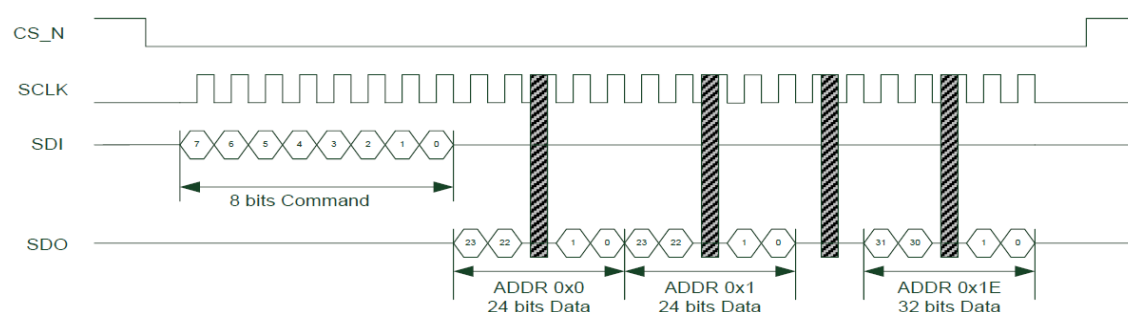 CS_N
SCLK
SDI
7 6 5 4 3 2 1 0
8 bits Command
SDO
23 22 1 0 23 22 1 0 31 30 1 0
ADDR 0x0 ADDR 0x1 ADDR 0x1E
24 bits Data 24 bits Data 32 bits Data